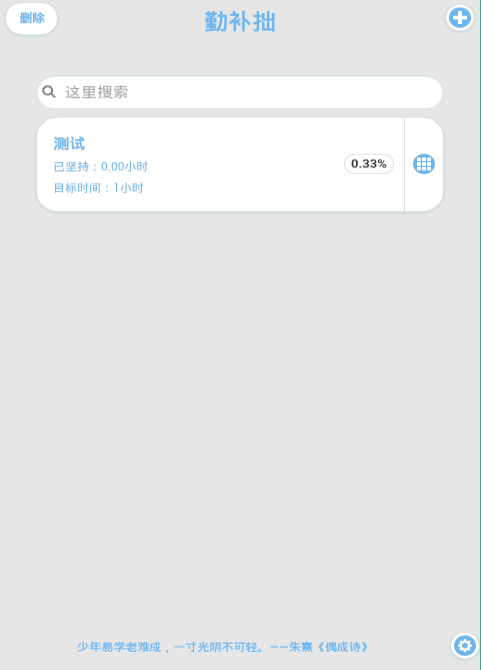 删除
勤补拙
这里搜索
测试
已坚持：0.00小时
目标时间：1小时
0.33%
少年易学老难成，一寸光阴不可轻。——朱熹《偶成诗》